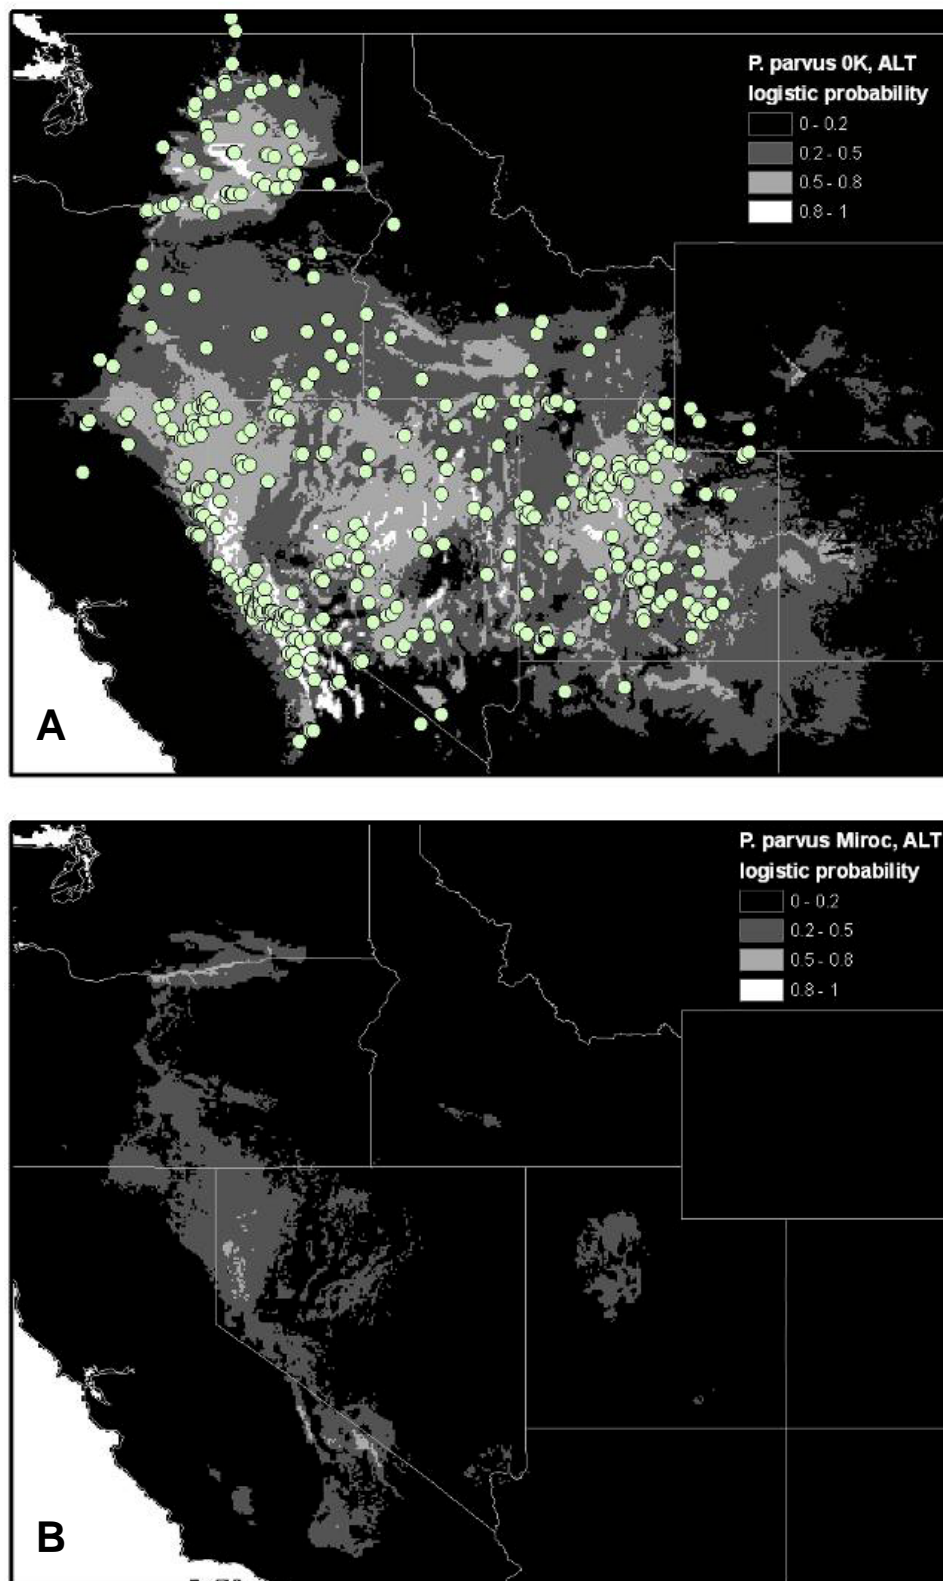 P. parvus 0K, ALT
logistic probability
0 - 0.2
0.2 - 0.5
0.5 - 0.8
0.8 - 1
A
P. parvus Miroc, ALT
logistic probability
0 - 0.2
0.2 - 0.5
0.5 - 0.8
0.8 - 1
B